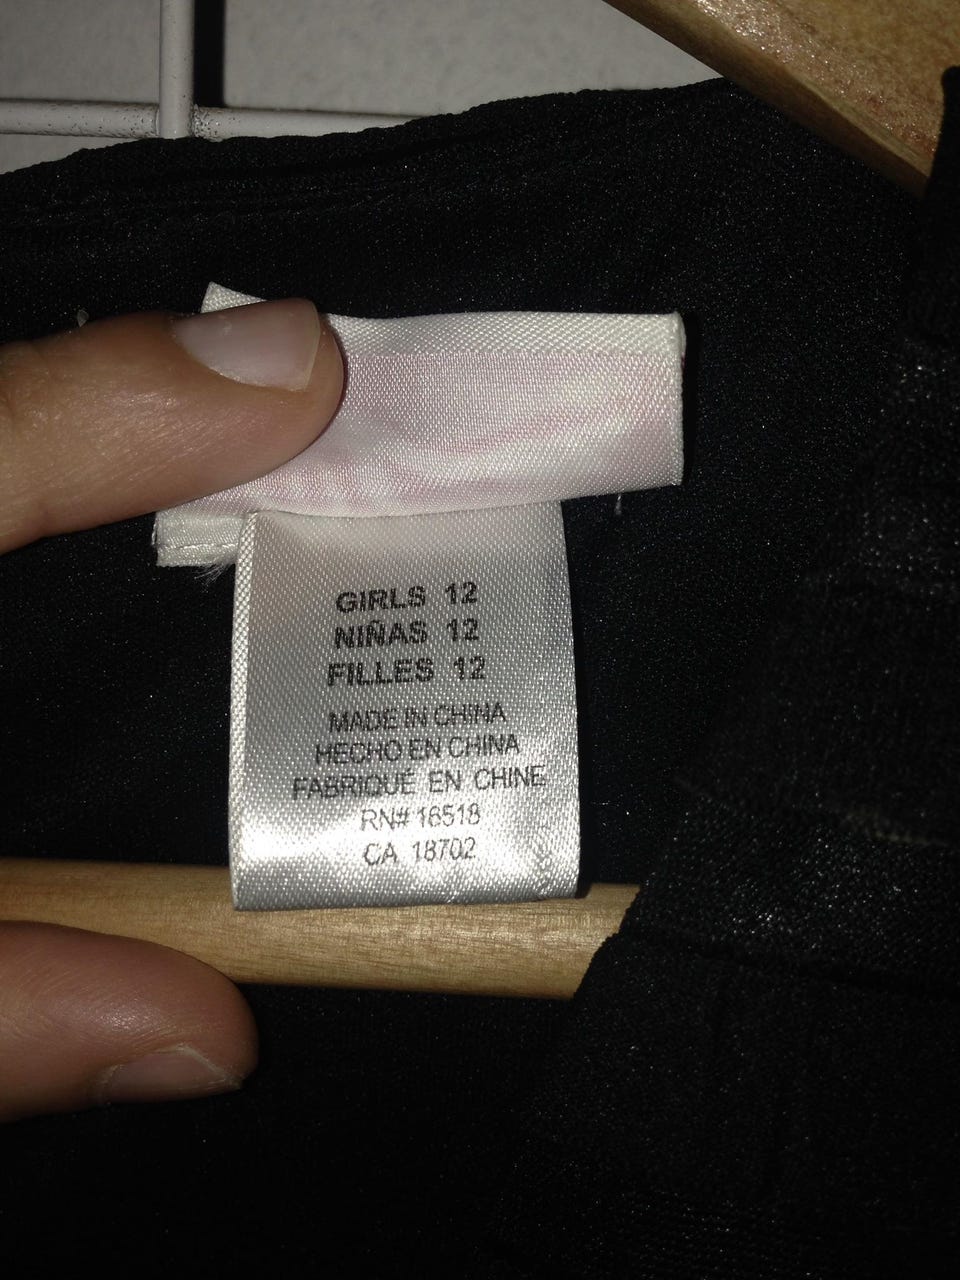 GIRLS 12
NIÑAS 12
FILLES 12
MADE IN CHINA
HECHO EN CHINA
FABRIQUÉ EN CHINE
RN# 16518
CA 18702